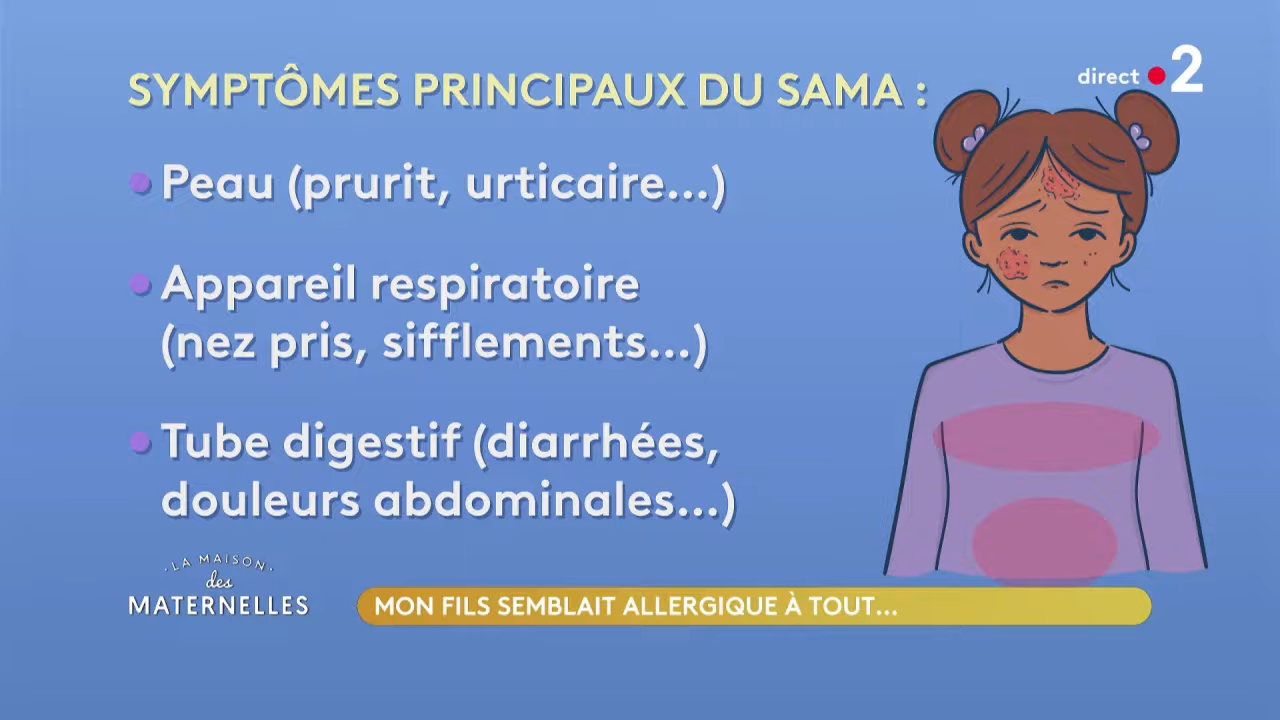 SYMPTÔMES PRINCIPAUX DU SAMA :
direct 2
Peau (prurit, urticaire...)
Appareil respiratoire
(nez pris, sifflements...)
Tube digestif (diarrhées,
douleurs abdominales...)
· LA MAISON ·
des
MATERNELLES
MON FILS SEMBLAIT ALLERGIQUE À TOUT...